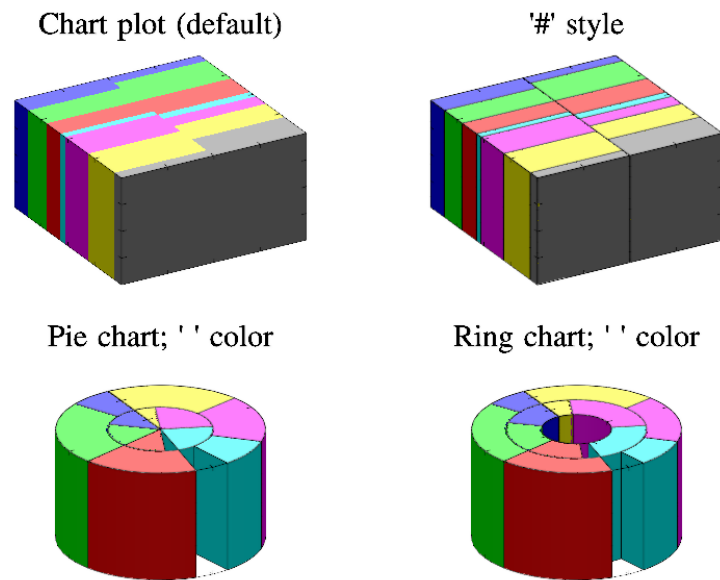 Chart plot (default)
'#' style
Pie chart; ' ' color
Ring chart; ' ' color